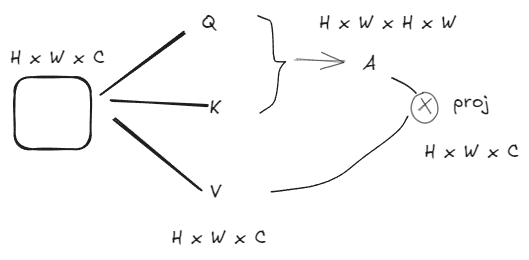 H x W x C
Q
K
V
H x W x C
H x W x H x W
A
X
proj
H x W x C